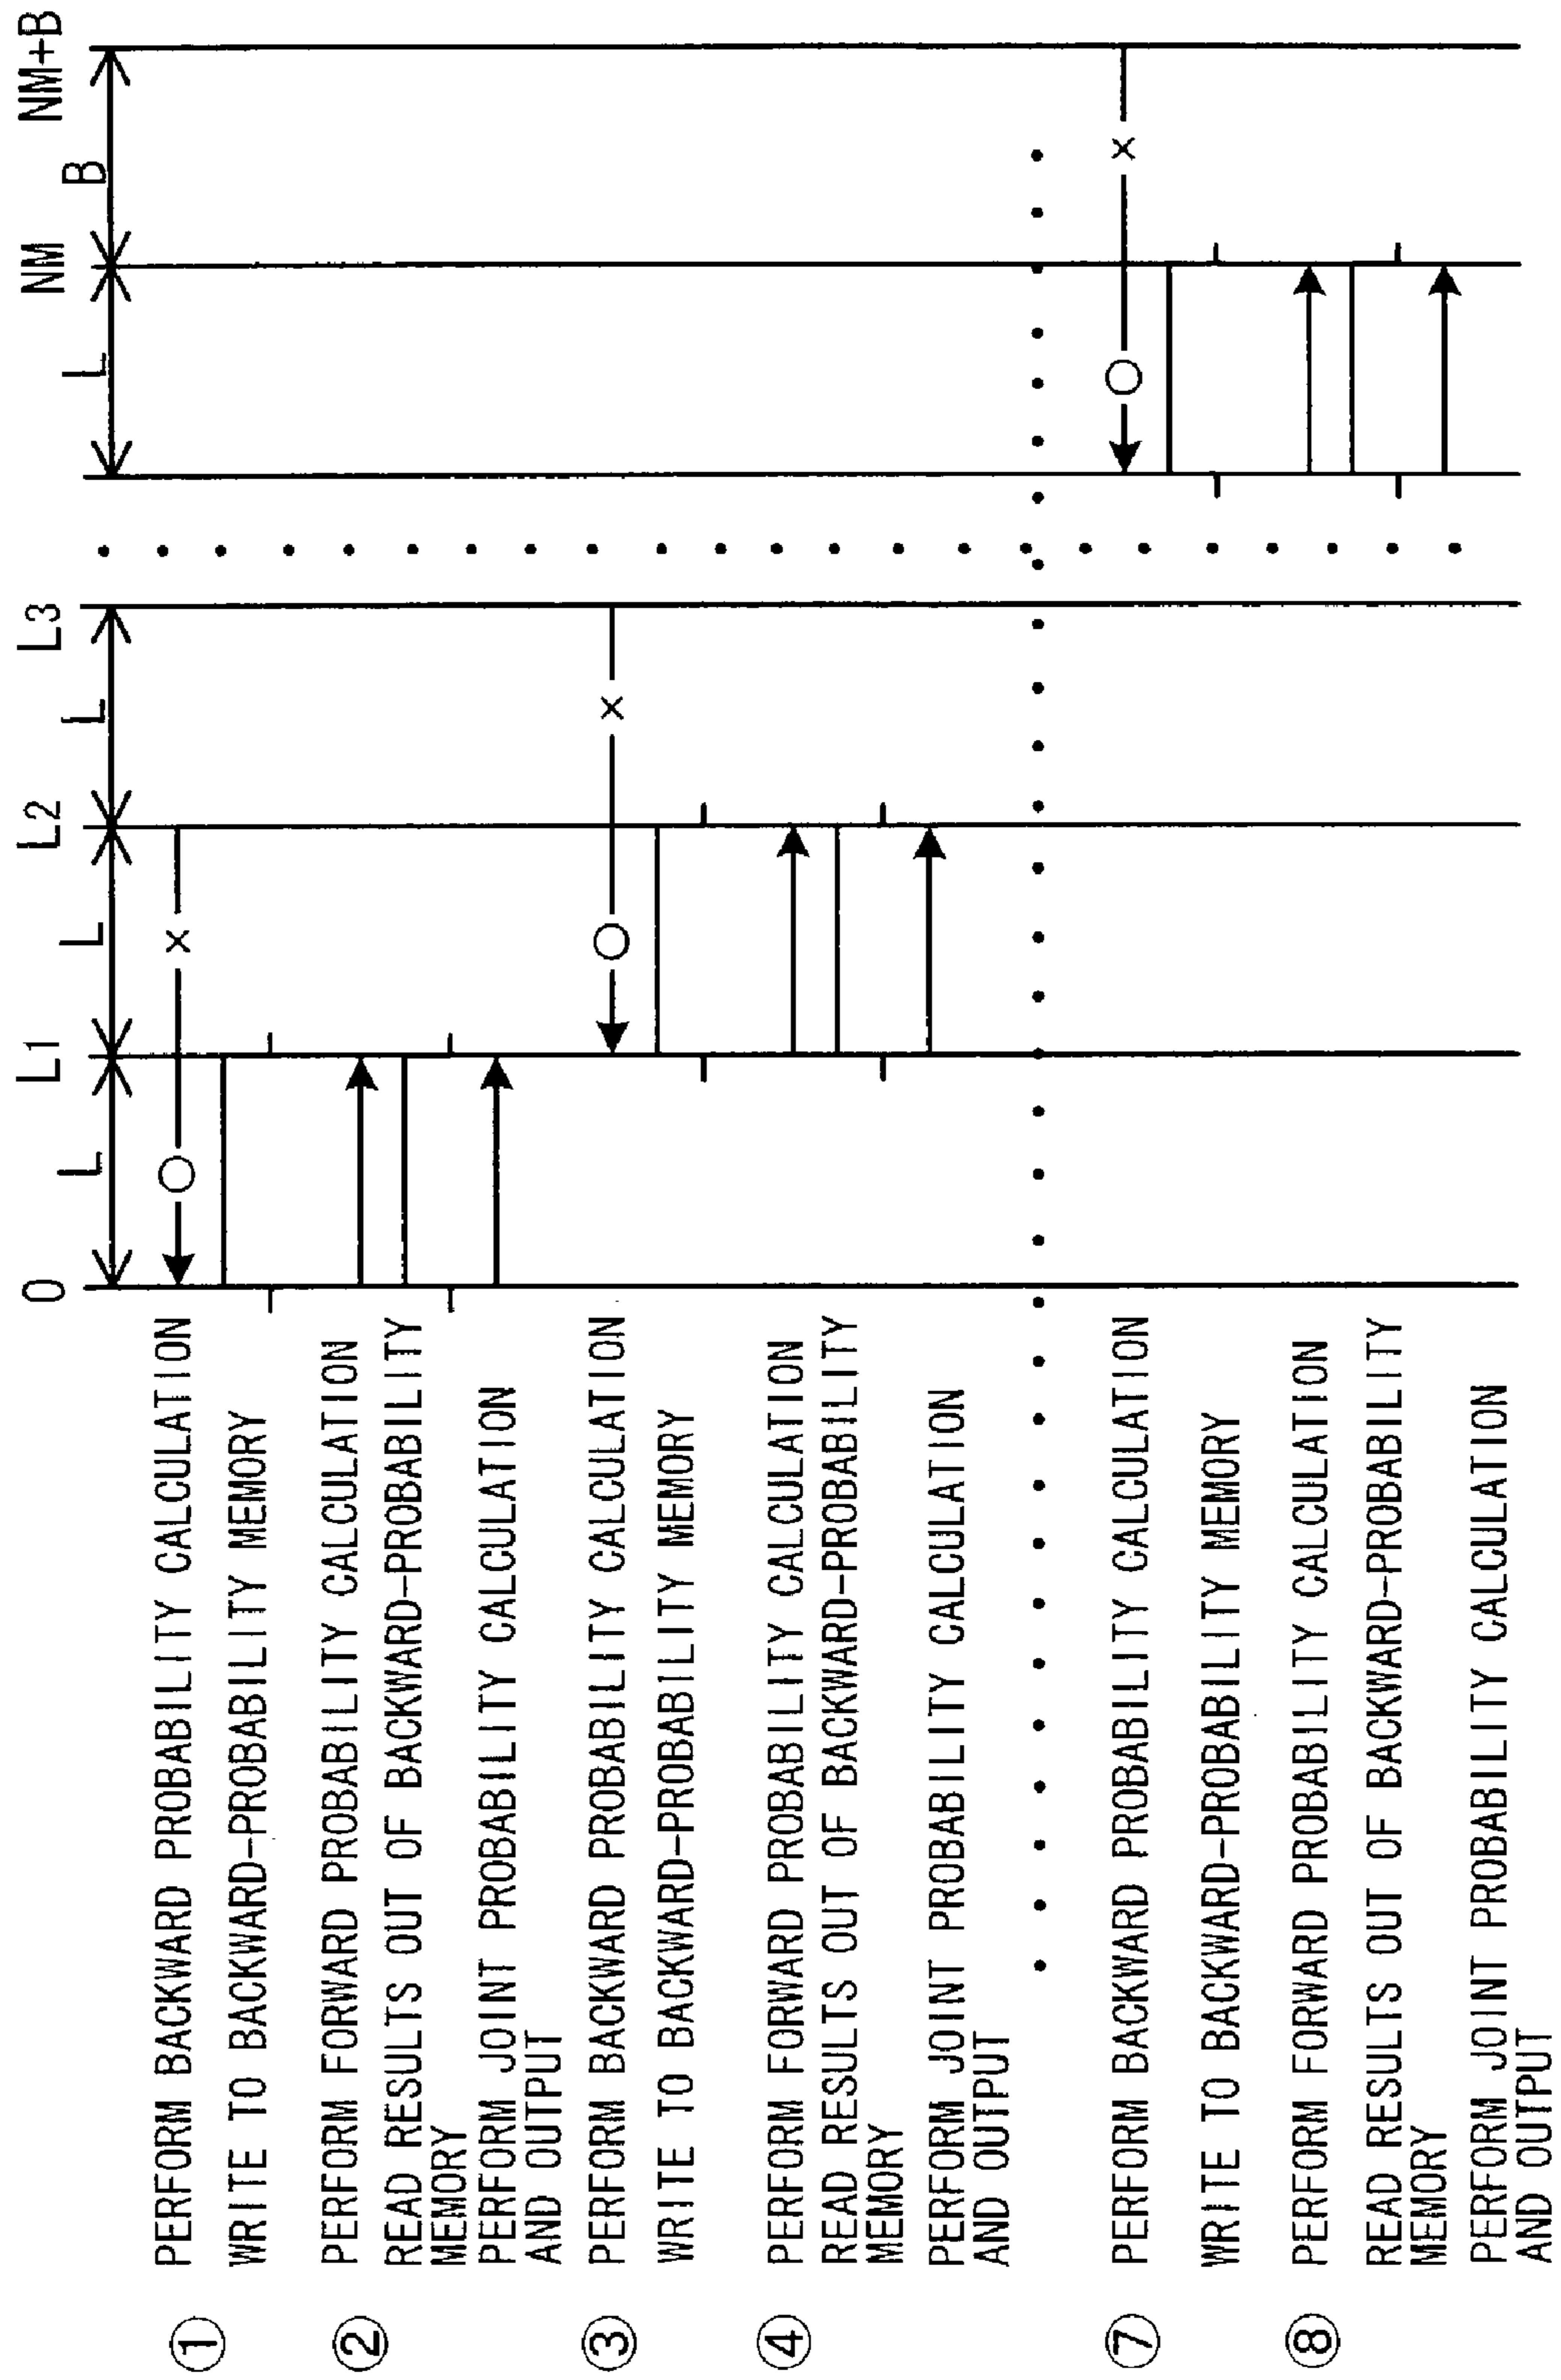 0 L1 L2 L3 NM NM+B
L L L L B
① PERFORM BACKWARD PROBABILITY CALCULATION
WRITE TO BACKWARD-PROBABILITY MEMORY
② PERFORM FORWARD PROBABILITY CALCULATION
READ RESULTS OUT OF BACKWARD-PROBABILITY
MEMORY
PERFORM JOINT PROBABILITY CALCULATION
AND OUTPUT
③ PERFORM BACKWARD PROBABILITY CALCULATION
WRITE TO BACKWARD-PROBABILITY MEMORY
④ PERFORM FORWARD PROBABILITY CALCULATION
READ RESULTS OUT OF BACKWARD-PROBABILITY
MEMORY
PERFORM JOINT PROBABILITY CALCULATION
AND OUTPUT
⑦ PERFORM BACKWARD PROBABILITY CALCULATION
WRITE TO BACKWARD-PROBABILITY MEMORY
⑧ PERFORM FORWARD PROBABILITY CALCULATION
READ RESULTS OUT OF BACKWARD-PROBABILITY
MEMORY
PERFORM JOINT PROBABILITY CALCULATION
AND OUTPUT